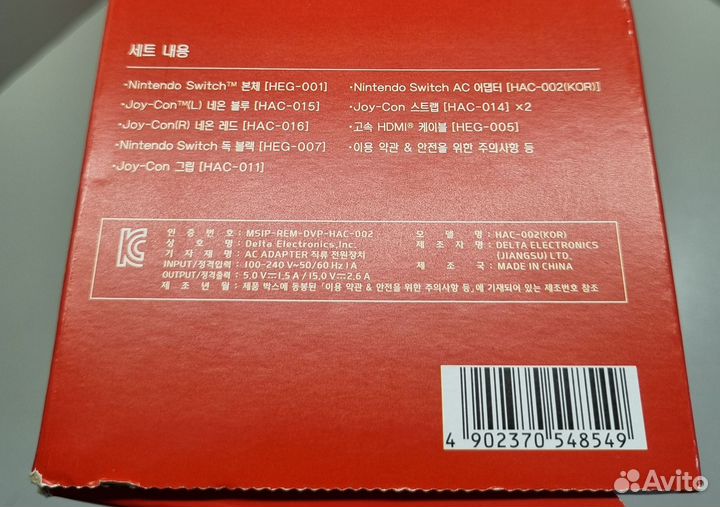 세트 내용
·Nintendo Switch™ 본체 [HEG-001]
·Joy-Con™(L) 네온 블루 [HAC-015]
·Joy-Con(R) 네온 레드 [HAC-016]
·Nintendo Switch 독 블랙 [HEG-007]
·Joy-Con 그립 [HAC-011]
·Nintendo Switch AC 어댑터 [HAC-002(KOR)]
·Joy-Con 스트랩 [HAC-014] ×2
·고속 HDMI® 케이블 [HEG-005]
·이용 약관 & 안전을 위한 주의사항 등
인 증 번 호 : MSIP-REM-DVP-HAC-002
상 호 명 : Delta Electronics,Inc.
기 자 재 명 : AC ADAPTER 직류 전원장치
INPUT/정격입력 : 100-240 V~50/60 Hz 1 A
OUTPUT/정격출력 : 5.0 V⎓1.5 A / 15.0 V⎓2.6 A
제 조 년 월 : 제품 박스에 동봉된 「이용 약관 & 안전을 위한 주의사항 등」에 기재되어 있는 제조번호 참조
모 델 명 : HAC-002(KOR)
제 조 자 명 : DELTA ELECTRONICS
(JIANGSU) LTD.
제 조 국 : MADE IN CHINA
4 902370 548549
Avito